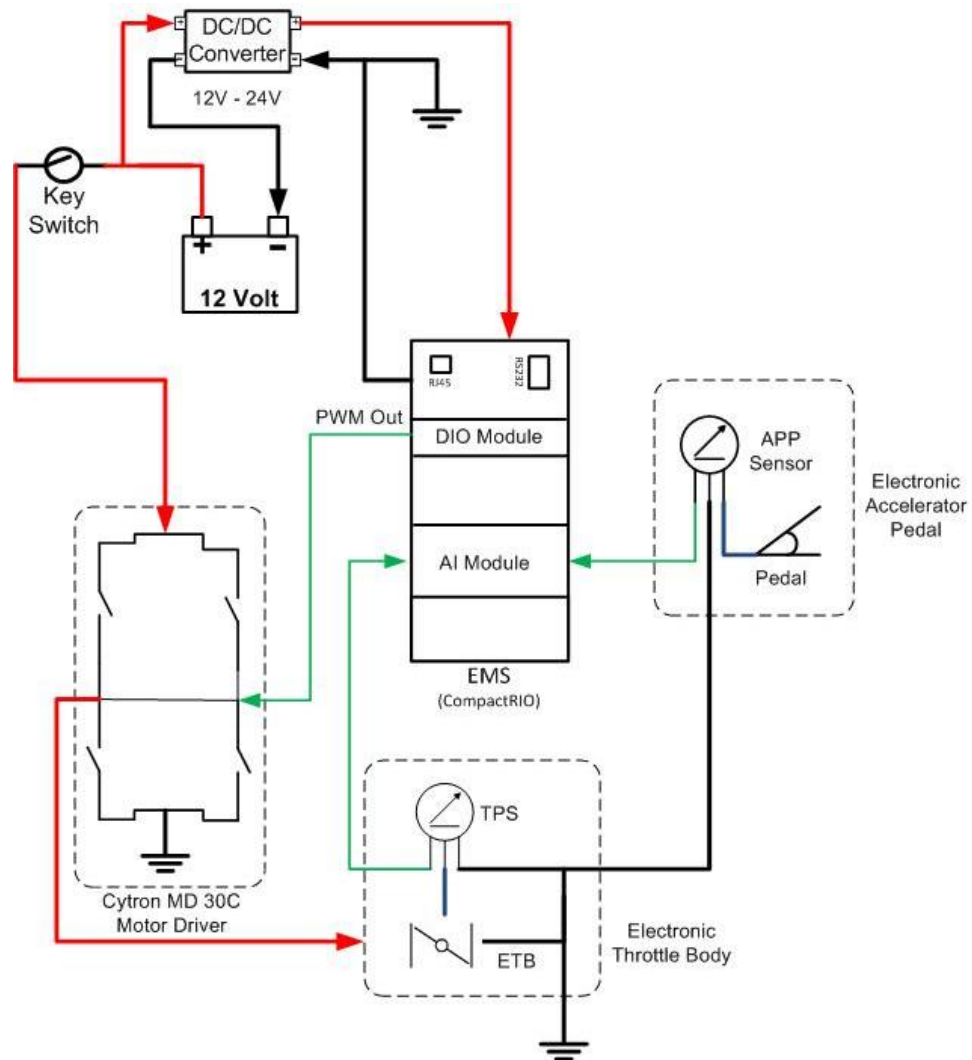 DC/DC
Converter
+
+
-
-
12V - 24V
Key
Switch
+
-
12 Volt
RJ45
RS232
PWM Out
DIO Module
AI Module
EMS
(CompactRIO)
APP
Sensor
Pedal
Electronic
Accelerator
Pedal
Cytron MD 30C
Motor Driver
TPS
ETB
Electronic
Throttle Body